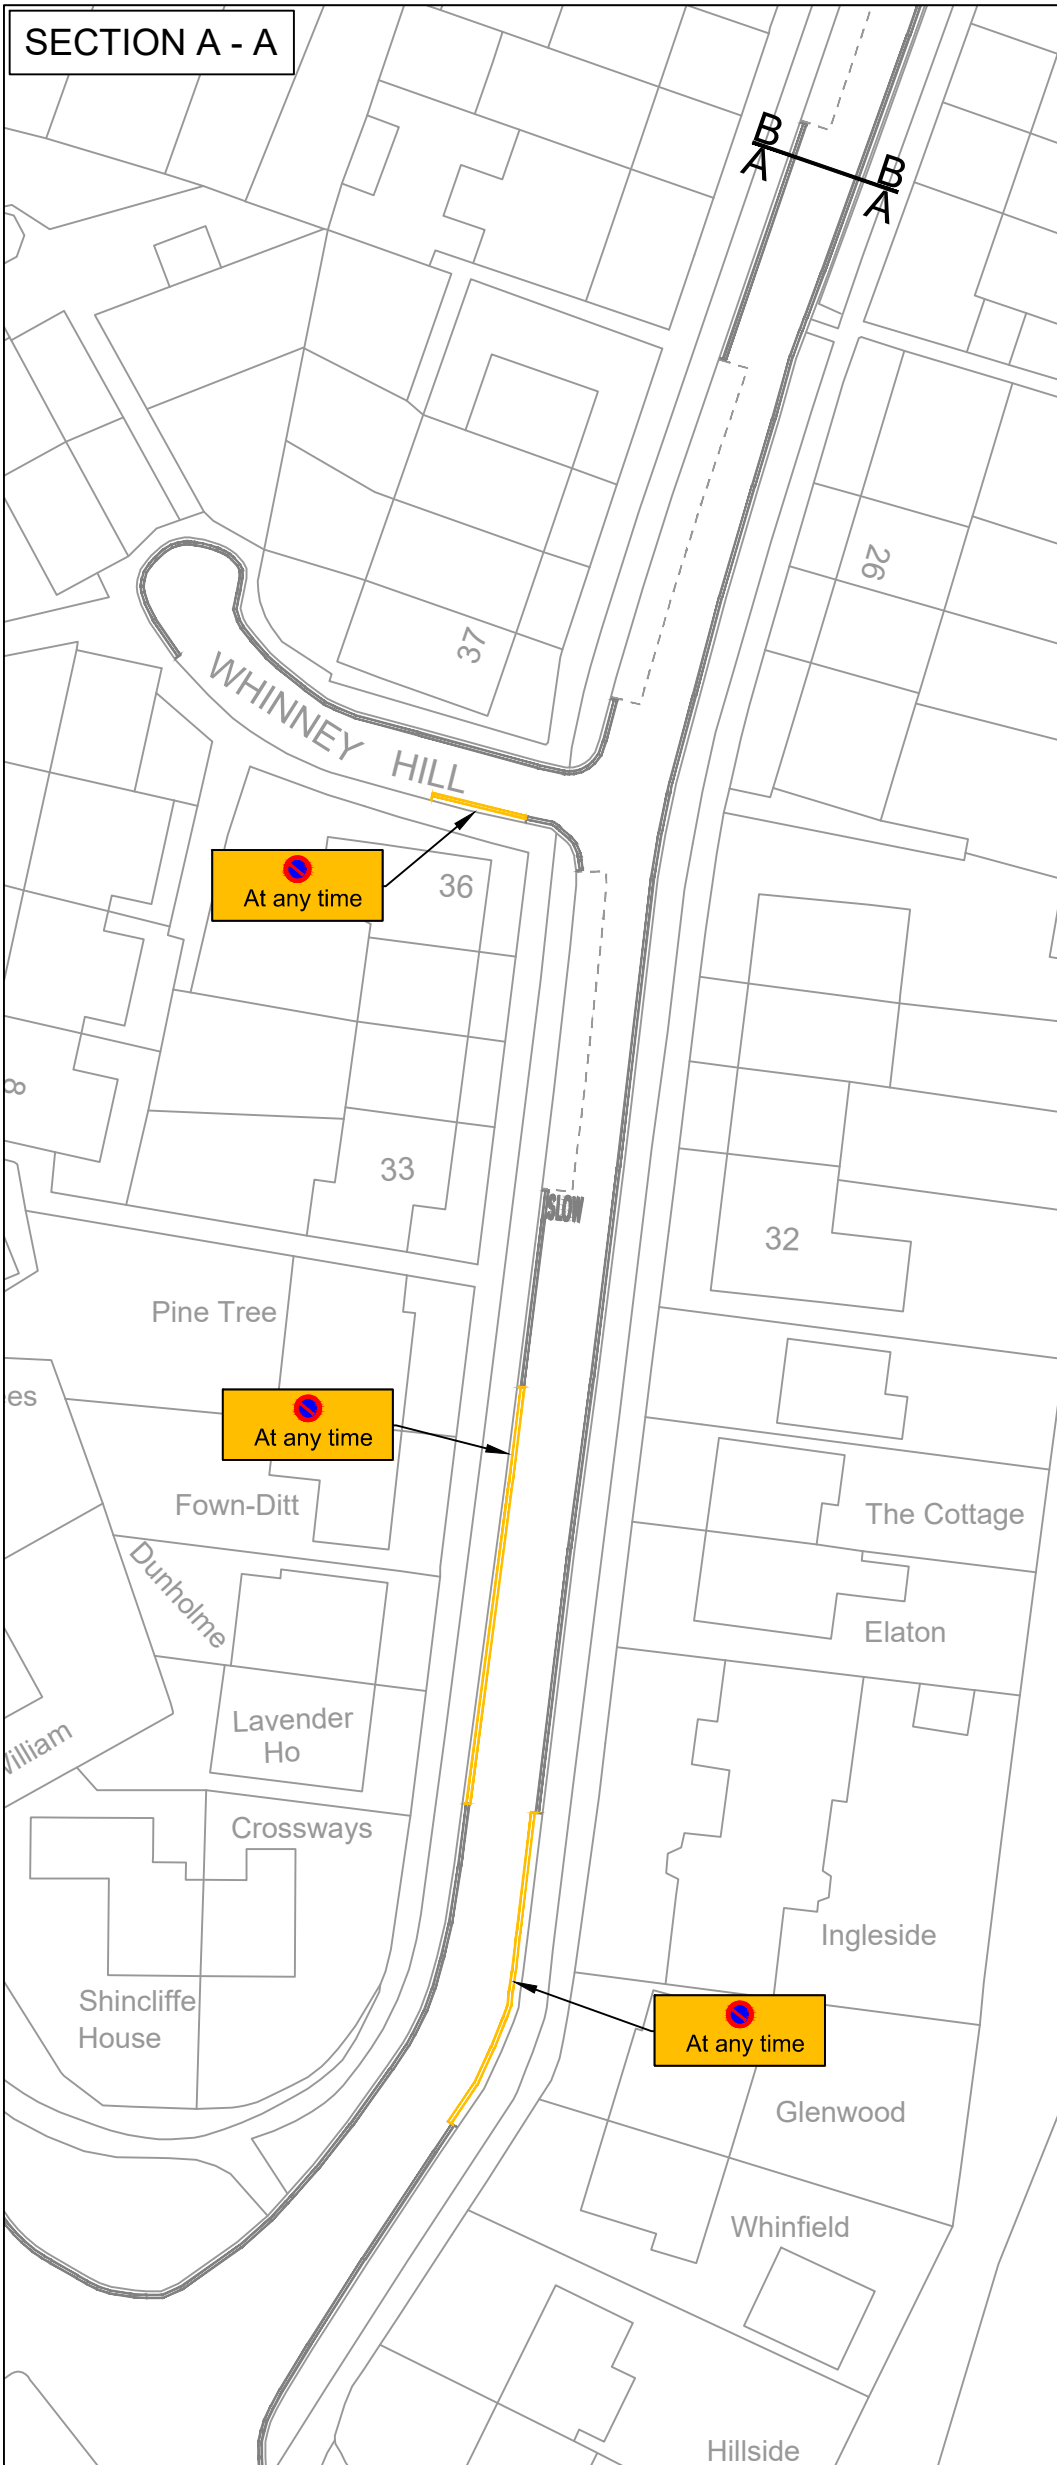 SECTION A - A
B
A
B
A
26
37
WHINNEY HILL
At any time
36
8
33
SLOW
32
Pine Tree
At any time
Fown-Ditt
The Cottage
Dunholme
Elaton
Lavender
Ho
Crossways
Ingleside
Shincliffe
House
At any time
Glenwood
Whinfield
Hillside